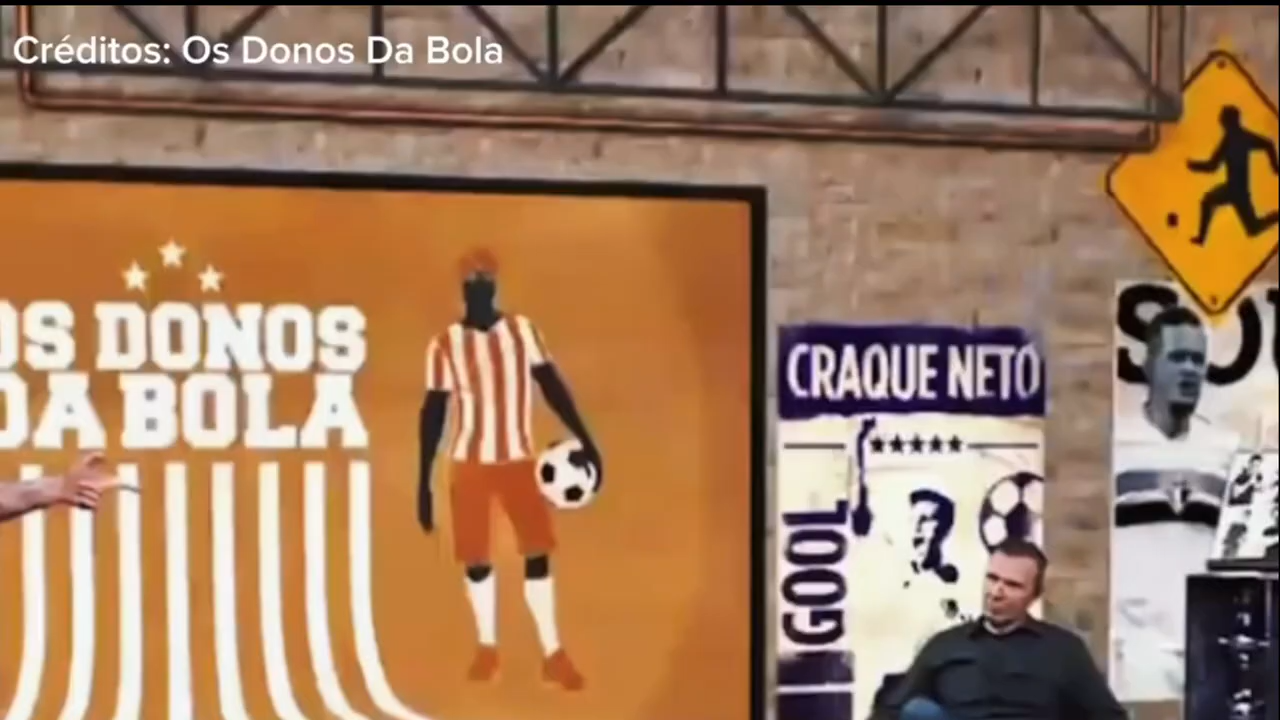 Créditos: Os Donos Da Bola
OS DONOS
DA BOLA
CRAQUE NETO
GOOL